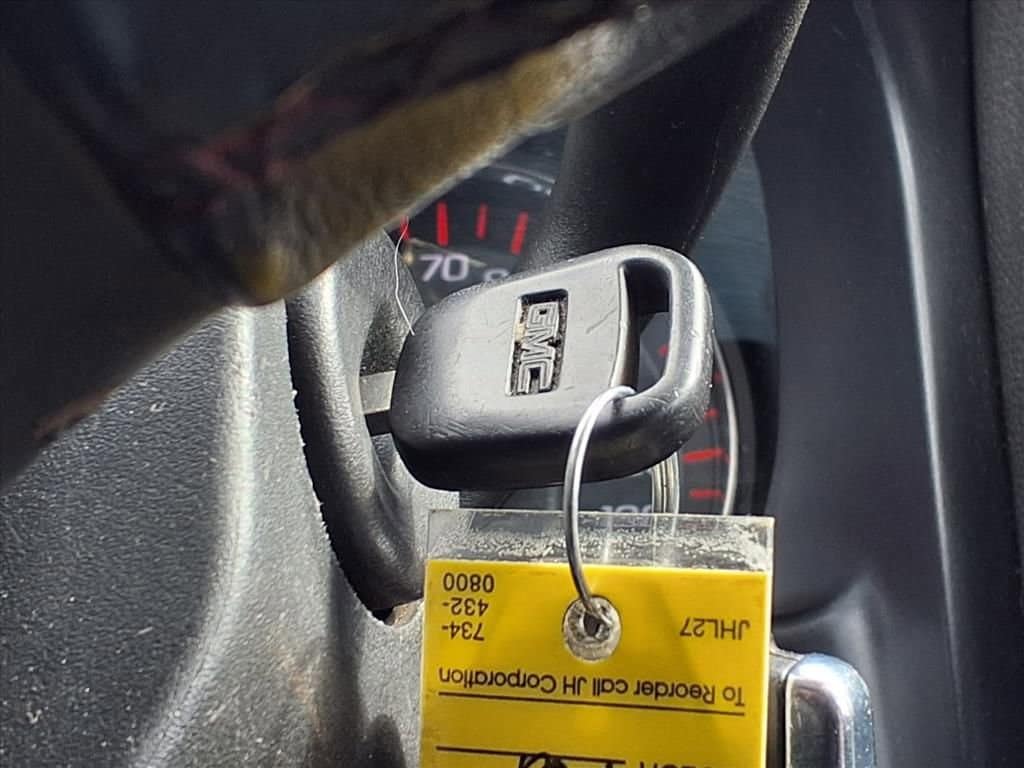 70
GMC
To Reorder call JH Corporation
JHL27
734-
432-
0800